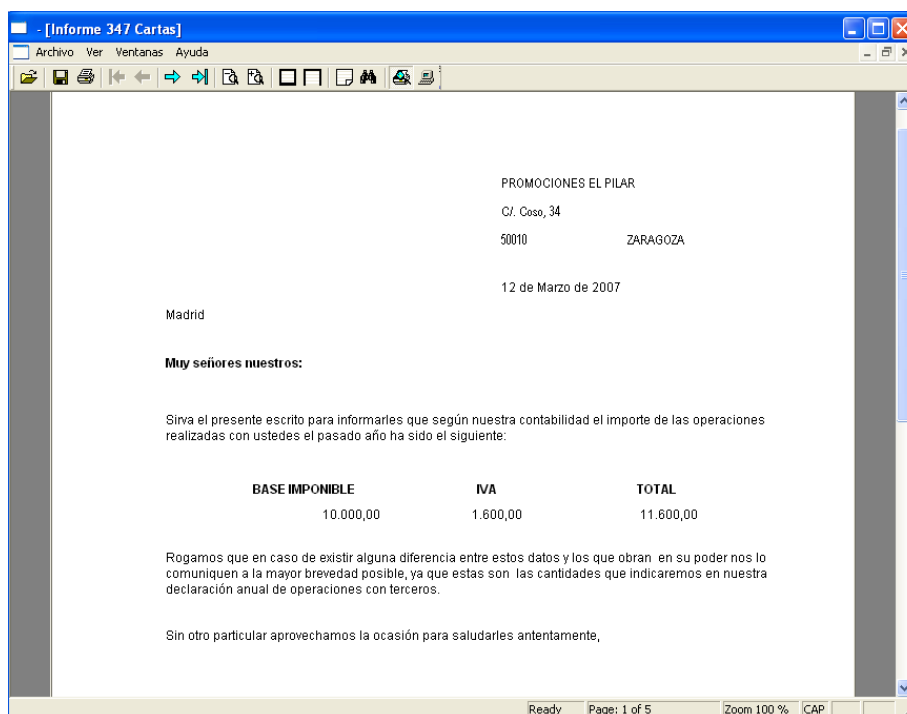 - [Informe 347 Cartas]
Archivo Ver Ventanas Ayuda
PROMOCIONES EL PILAR
C/. Coso, 34
50010 ZARAGOZA
12 de Marzo de 2007
Madrid
Muy señores nuestros:
Sirva el presente escrito para informarles que según nuestra contabilidad el importe de las operaciones
realizadas con ustedes el pasado año ha sido el siguiente:
BASE IMPONIBLE IVA TOTAL
10.000,00 1.600,00 11.600,00
Rogamos que en caso de existir alguna diferencia entre estos datos y los que obran en su poder nos lo
comuniquen a la mayor brevedad posible, ya que estas son las cantidades que indicaremos en nuestra
declaración anual de operaciones con terceros.
Sin otro particular aprovechamos la ocasión para saludarles antentamente,
Ready Page: 1 of 5 Zoom 100 % CAP